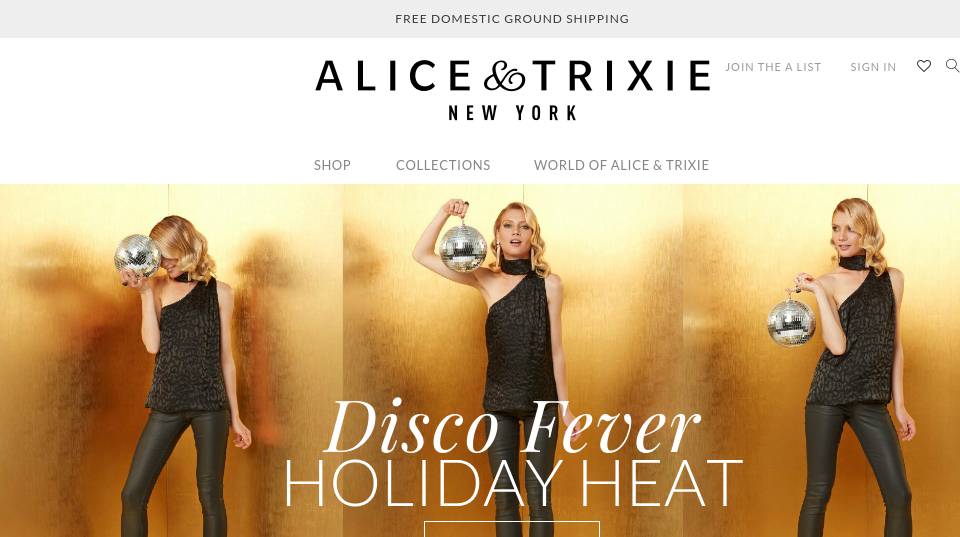 FREE DOMESTIC GROUND SHIPPING
ALICE & TRIXIE
NEW YORK
JOIN THE A LIST
SIGN IN
SHOP
COLLECTIONS
WORLD OF ALICE & TRIXIE
Disco Fever
HOLIDAY HEAT